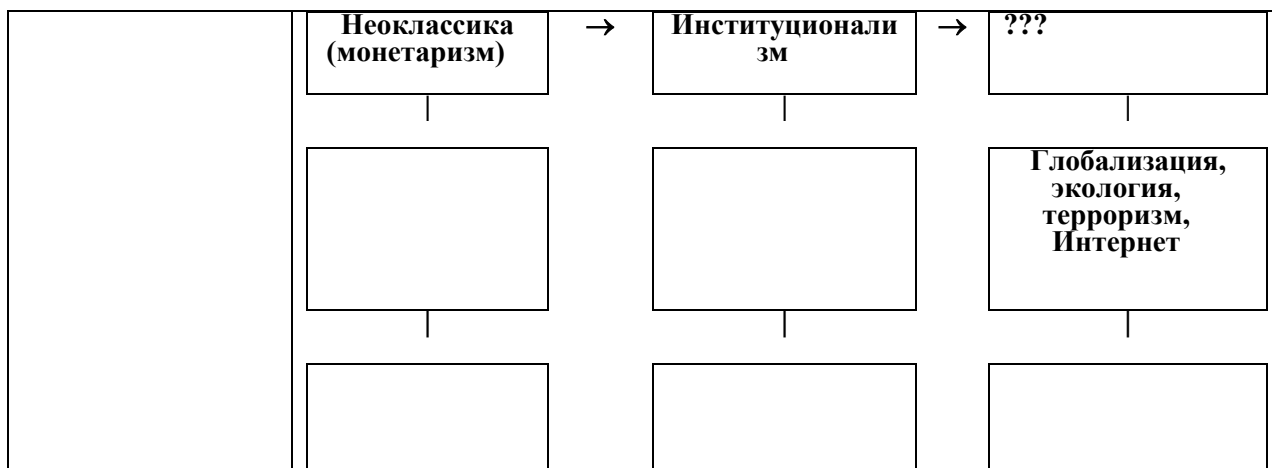 Неоклассика → Институционали → ???
(монетаризм) зм
Глобализация,
экология,
терроризм,
Интернет